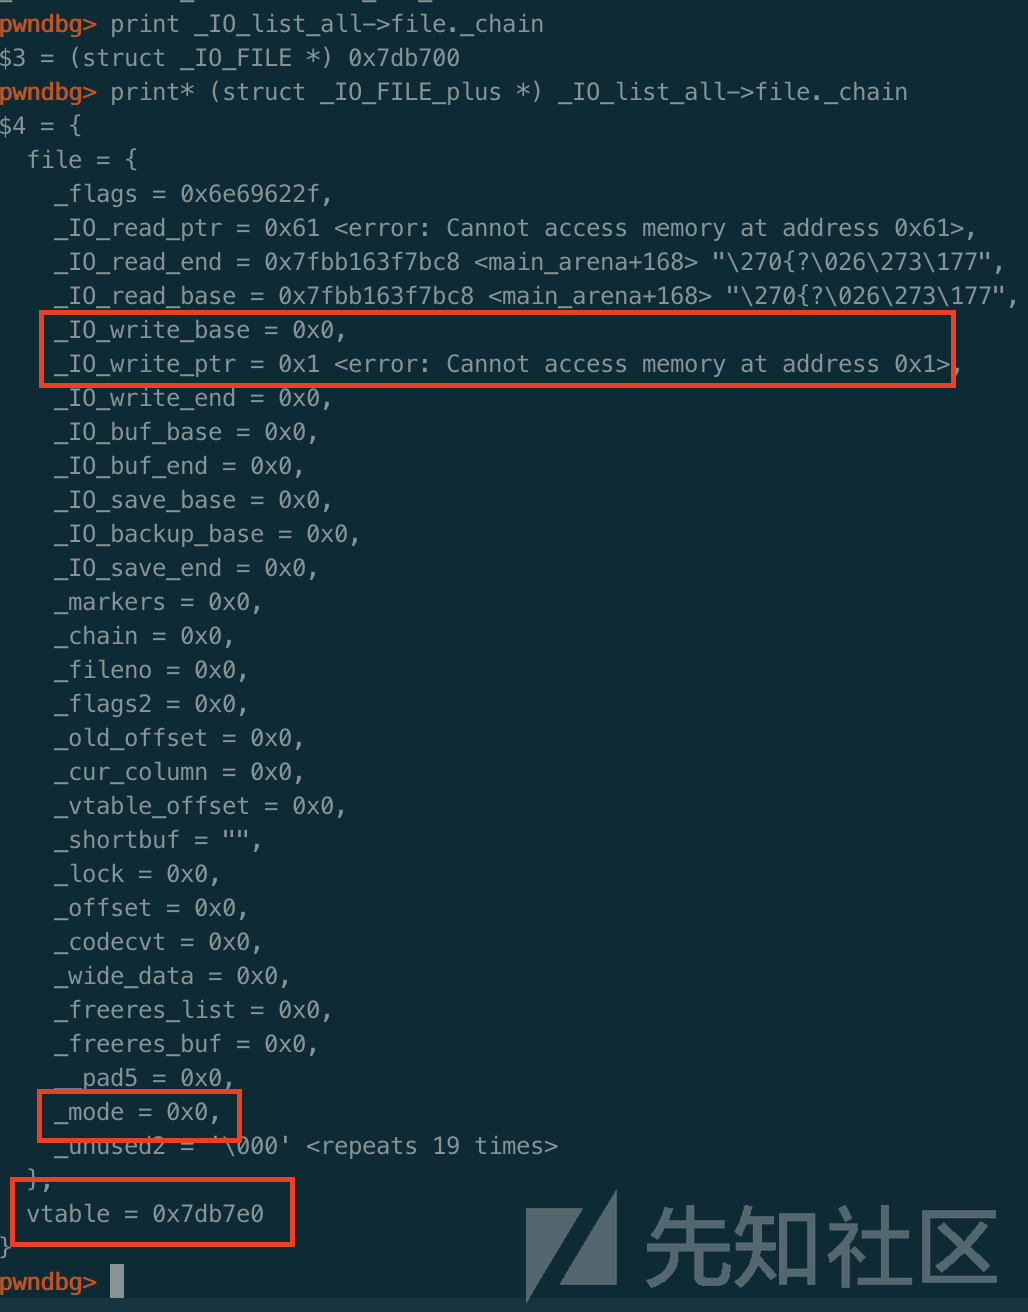 pwndbg> print _IO_list_all->file._chain
$3 = (struct _IO_FILE *) 0x7db700
pwndbg> print* (struct _IO_FILE_plus *) _IO_list_all->file._chain
$4 = {
  file = {
    _flags = 0x6e69622f,
    _IO_read_ptr = 0x61 <error: Cannot access memory at address 0x61>,
    _IO_read_end = 0x7fbb163f7bc8 <main_arena+168> "\270{?\026\273\177",
    _IO_read_base = 0x7fbb163f7bc8 <main_arena+168> "\270{?\026\273\177",
    _IO_write_base = 0x0,
    _IO_write_ptr = 0x1 <error: Cannot access memory at address 0x1>,
    _IO_write_end = 0x0,
    _IO_buf_base = 0x0,
    _IO_buf_end = 0x0,
    _IO_save_base = 0x0,
    _IO_backup_base = 0x0,
    _IO_save_end = 0x0,
    _markers = 0x0,
    _chain = 0x0,
    _fileno = 0x0,
    _flags2 = 0x0,
    _old_offset = 0x0,
    _cur_column = 0x0,
    _vtable_offset = 0x0,
    _shortbuf = "",
    _lock = 0x0,
    _offset = 0x0,
    _codecvt = 0x0,
    _wide_data = 0x0,
    _freeres_list = 0x0,
    _freeres_buf = 0x0,
    __pad5 = 0x0,
    _mode = 0x0,
    _unused2 = '\000' <repeats 19 times>
  },
  vtable = 0x7db7e0
}
pwndbg>
先知社区